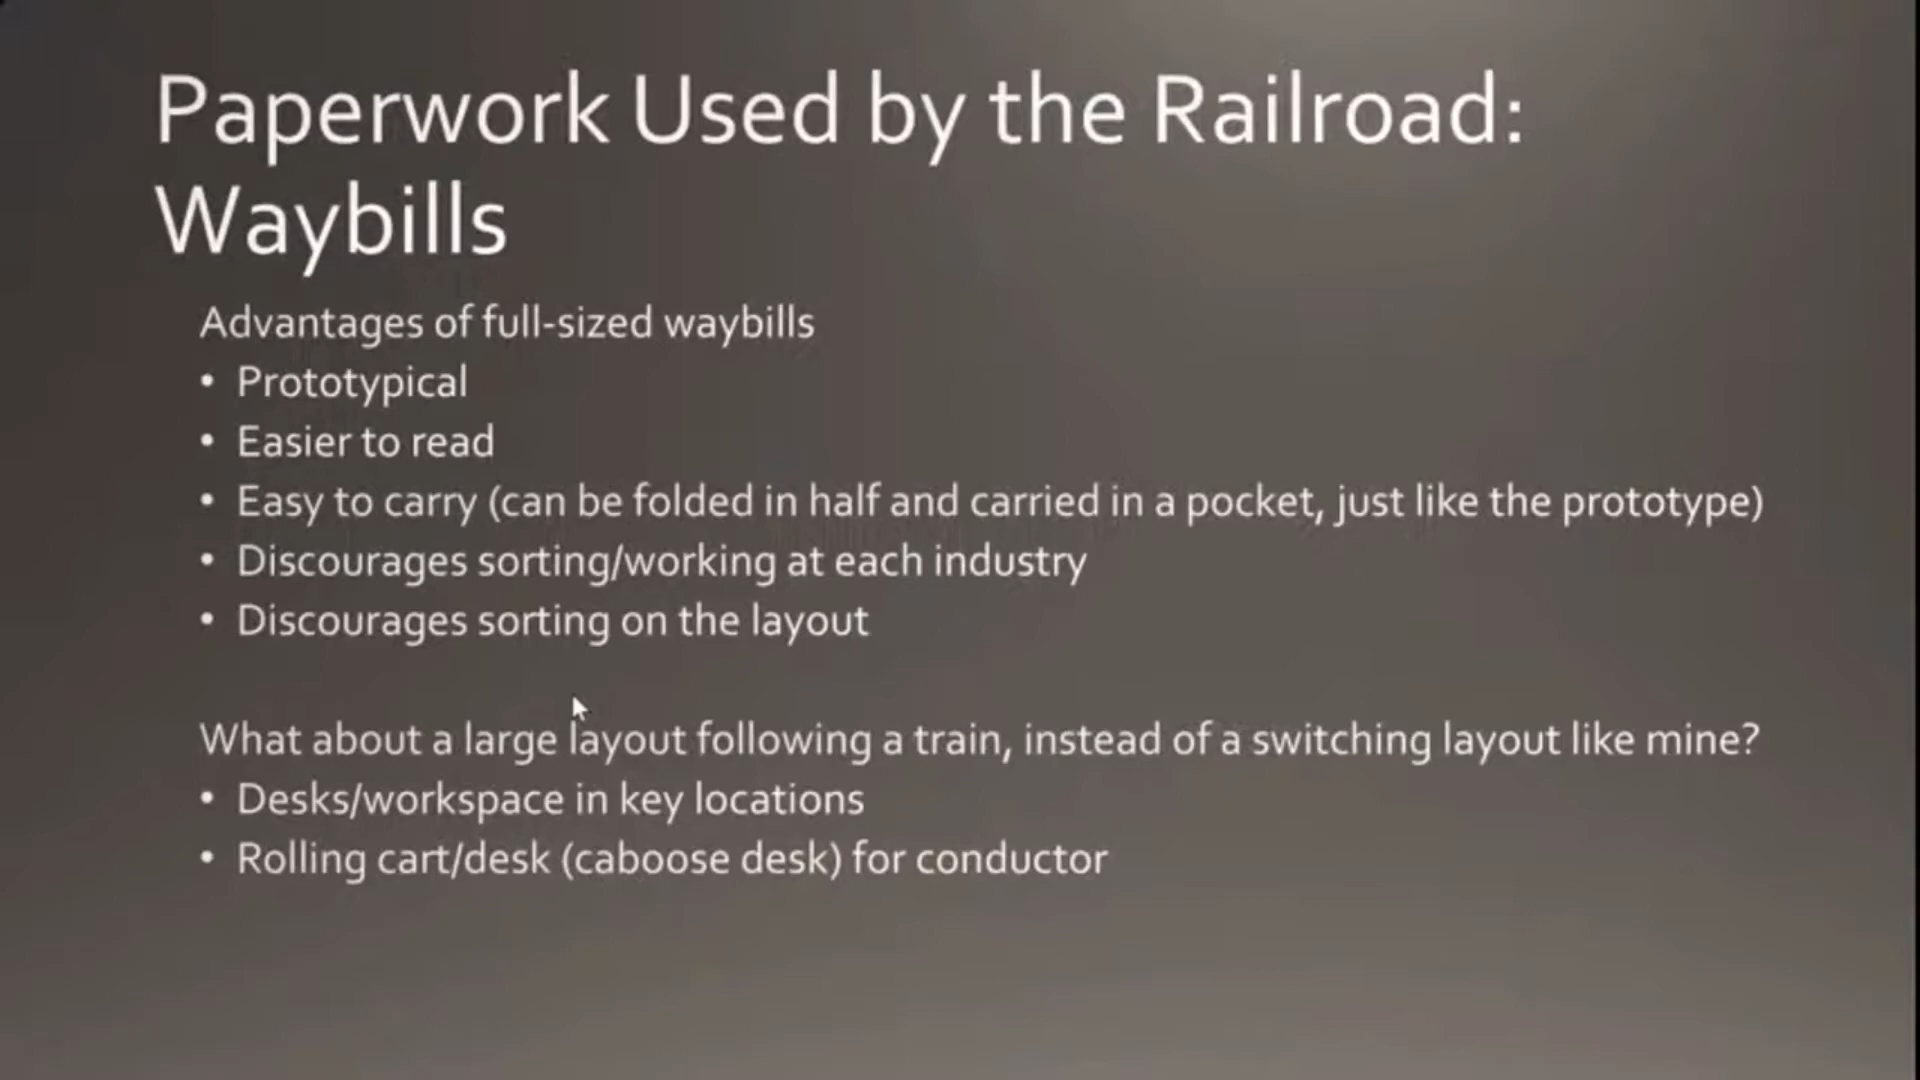 Paperwork Used by the Railroad:
Waybills
Advantages of full-sized waybills
• Prototypical
• Easier to read
• Easy to carry (can be folded in half and carried in a pocket, just like the prototype)
• Discourages sorting/working at each industry
• Discourages sorting on the layout
What about a large layout following a train, instead of a switching layout like mine?
• Desks/workspace in key locations
• Rolling cart/desk (caboose desk) for conductor